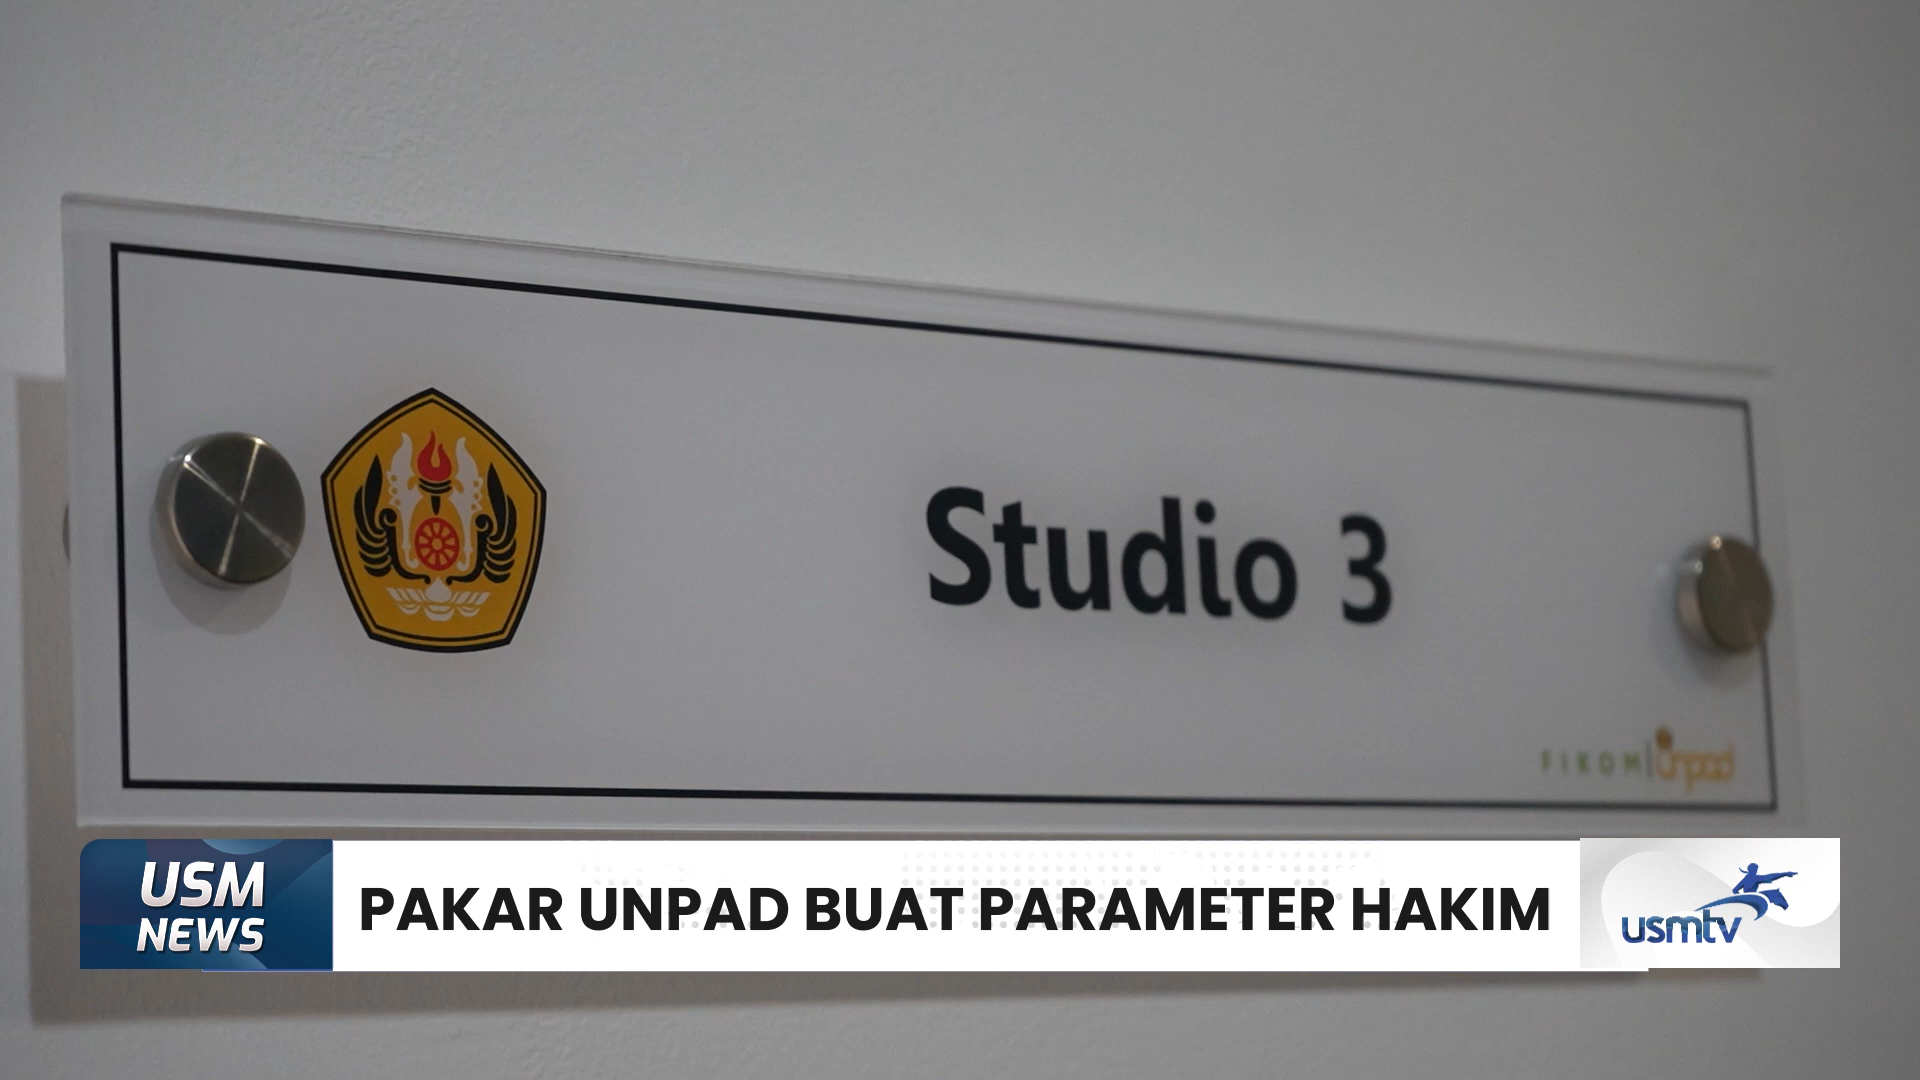 Studio 3
FIKOM | unpad
USM
NEWS
PAKAR UNPAD BUAT PARAMETER HAKIM
usmtv